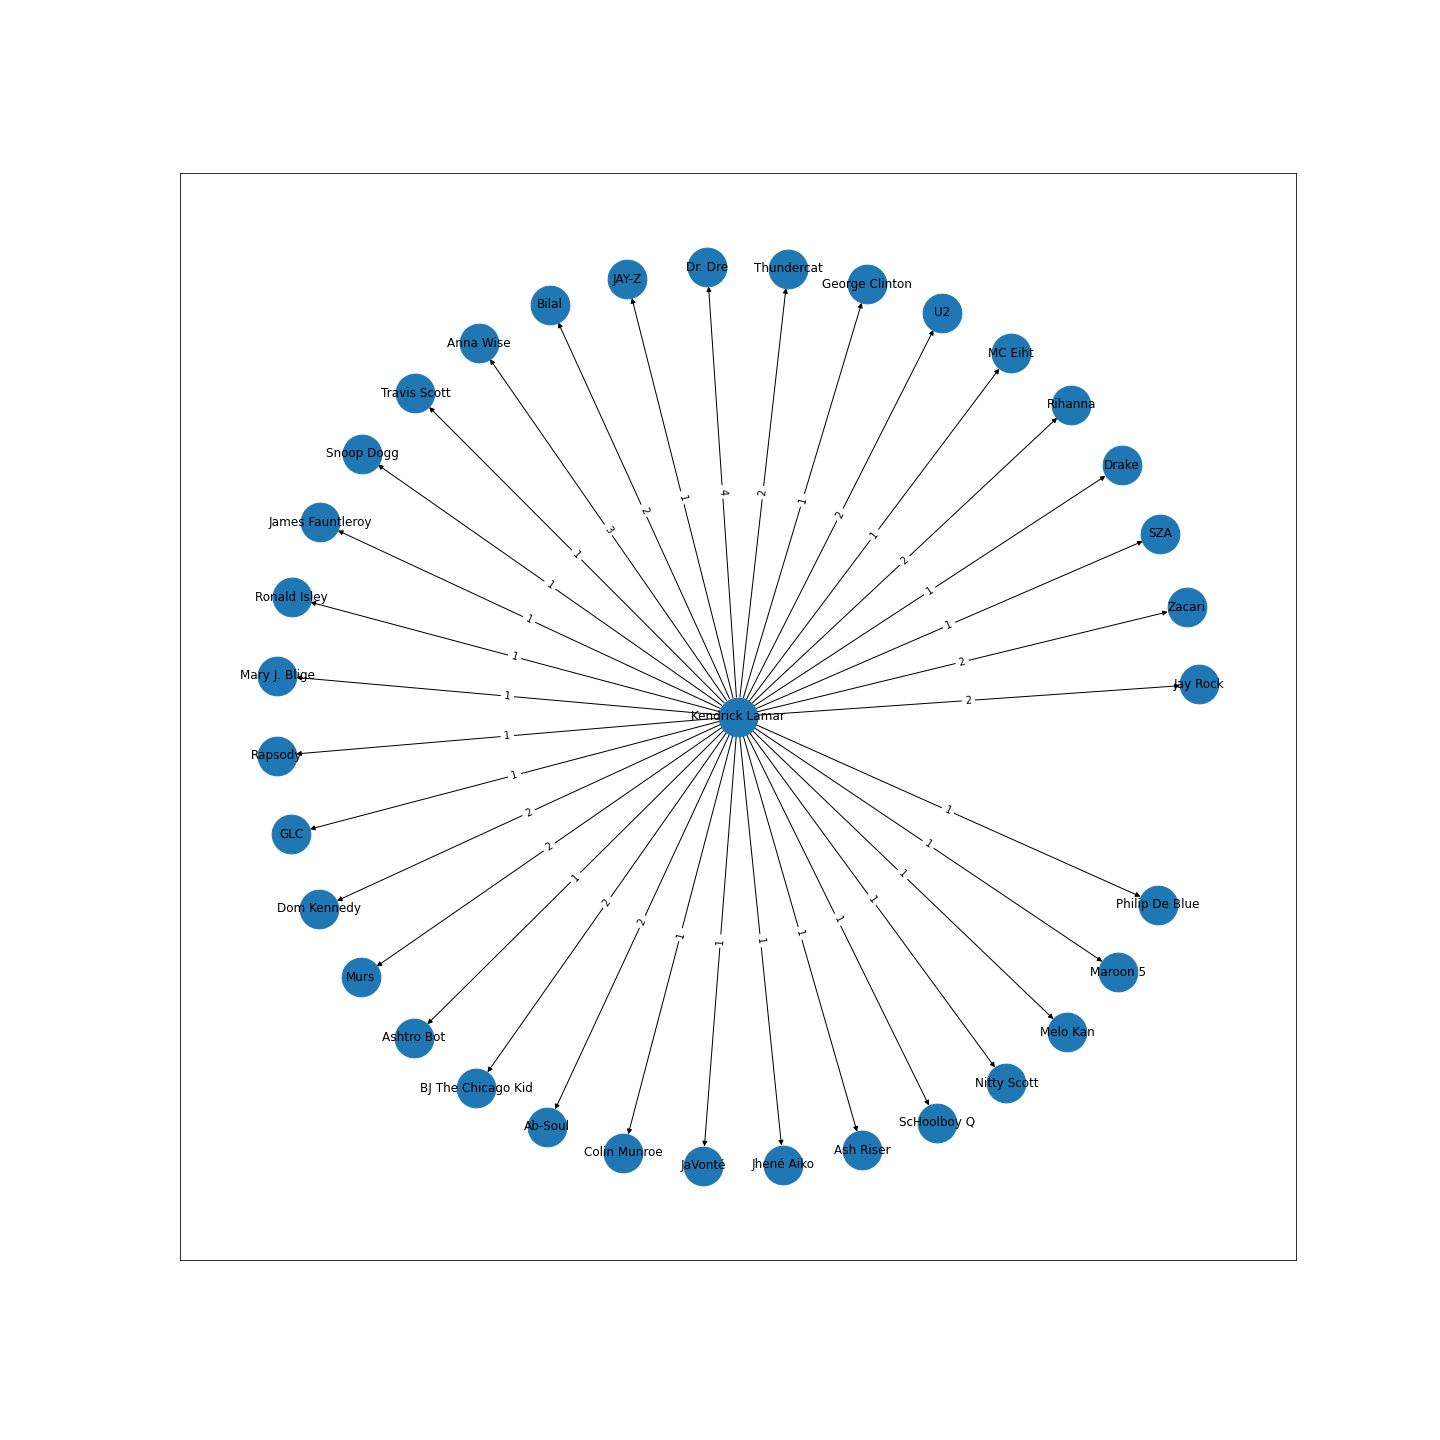 Dr. Dre
Thundercat
JAY-Z
George Clinton
Bilal
U2
Anna Wise
MC Eiht
Travis Scott
Rihanna
Snoop Dogg
Drake
4
2
1
1
2
2
James Fauntleroy
3
1
SZA
1
2
1
1
Ronald Isley
Zacari
1
1
1
2
Mary J. Blige
Jay Rock
1
2
Kendrick Lamar
1
Rapsody
1
2
1
GLC
2
1
1
1
2
1
2
1
Philip De Blue
Dom Kennedy
1
1
1
1
Maroon 5
Murs
Melo Kan
Ashtro Bot
Nitty Scott
BJ The Chicago Kid
ScHoolboy Q
Ab-Soul
Ash Riser
Colin Munroe
Jhené Aiko
JaVonté